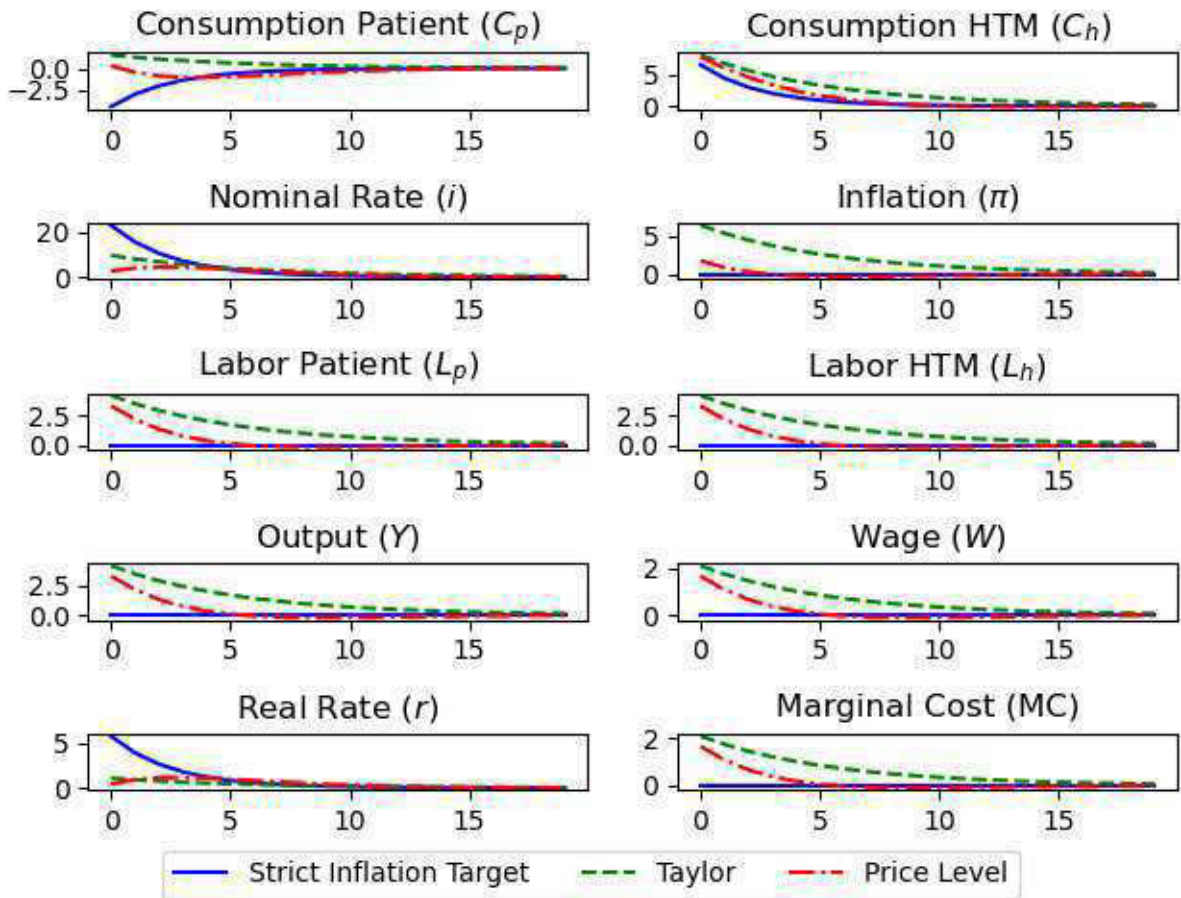 Consumption Patient (Cₚ)
Consumption HTM (Cₕ)
0.0
−2.5
0 5 10 15
5
0
0 5 10 15
Nominal Rate (i)
Inflation (π)
20
0
0 5 10 15
5
0
0 5 10 15
Labor Patient (Lₚ)
Labor HTM (Lₕ)
2.5
0.0
0 5 10 15
2.5
0.0
0 5 10 15
Output (Y)
Wage (W)
2.5
0.0
0 5 10 15
2
0
0 5 10 15
Real Rate (r)
Marginal Cost (MC)
5
0
0 5 10 15
2
0
0 5 10 15
Strict Inflation Target Taylor Price Level